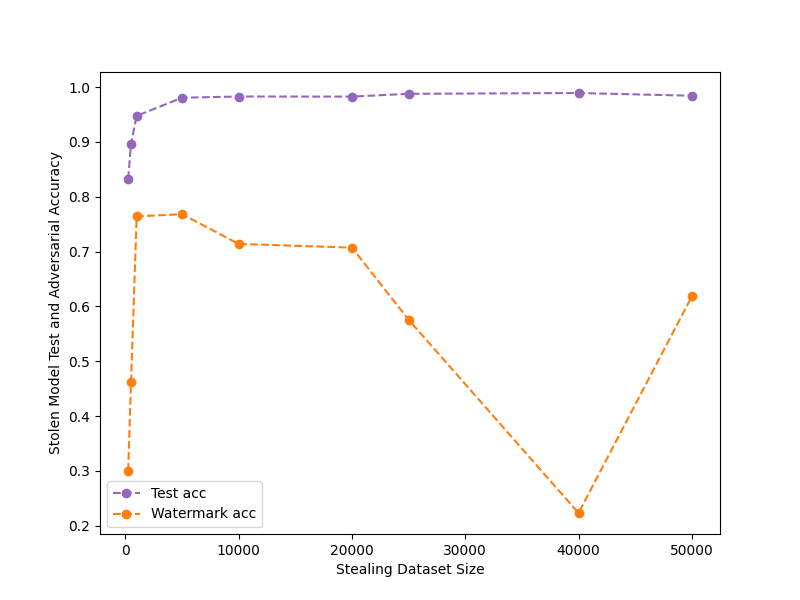 1.0
0.9
0.8
0.7
0.6
0.5
0.4
0.3
0.2
Stolen Model Test and Adversarial Accuracy
Test acc
Watermark acc
0 10000 20000 30000 40000 50000
Stealing Dataset Size